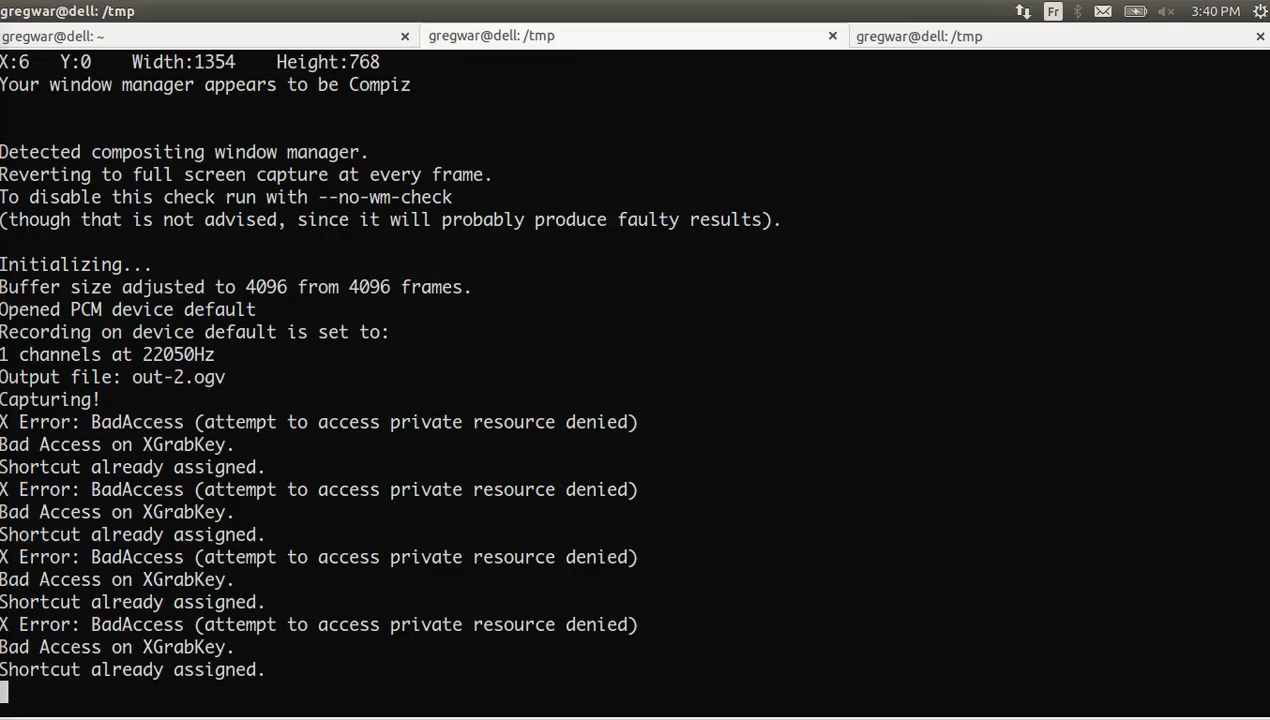 gregwar@dell: /tmp
Fr
3:40 PM
gregwar@dell: ~
gregwar@dell: /tmp
gregwar@dell: /tmp
X:6 Y:0 Width:1354 Height:768
Your window manager appears to be Compiz
Detected compositing window manager.
Reverting to full screen capture at every frame.
To disable this check run with --no-wm-check
(though that is not advised, since it will probably produce faulty results).
Initializing...
Buffer size adjusted to 4096 from 4096 frames.
Opened PCM device default
Recording on device default is set to:
1 channels at 22050Hz
Output file: out-2.ogv
Capturing!
X Error: BadAccess (attempt to access private resource denied)
Bad Access on XGrabKey.
Shortcut already assigned.
X Error: BadAccess (attempt to access private resource denied)
Bad Access on XGrabKey.
Shortcut already assigned.
X Error: BadAccess (attempt to access private resource denied)
Bad Access on XGrabKey.
Shortcut already assigned.
X Error: BadAccess (attempt to access private resource denied)
Bad Access on XGrabKey.
Shortcut already assigned.